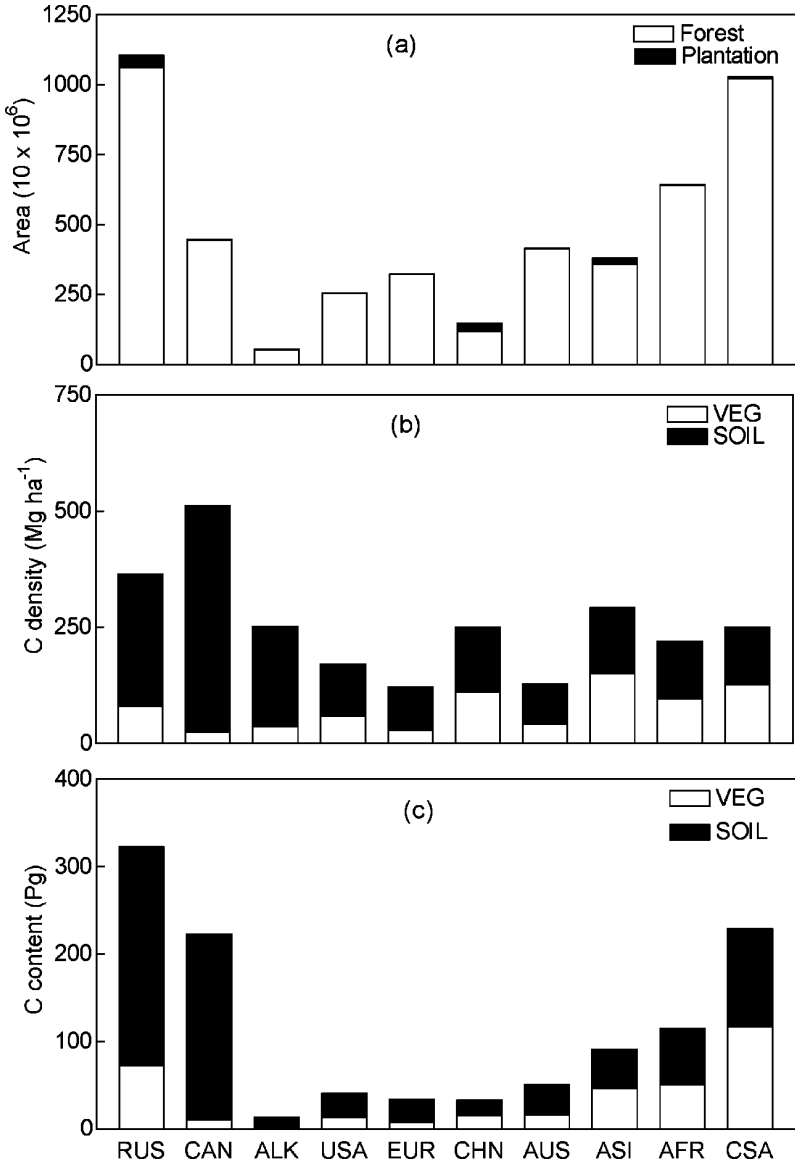 (a)
Forest
Plantation
1250
1000
750
500
250
0
Area (10 x 10⁶)
(b)
VEG
SOIL
750
500
250
0
C density (Mg ha⁻¹)
(c)
VEG
SOIL
400
300
200
100
0
C content (Pg)
RUS CAN ALK USA EUR CHN AUS ASI AFR CSA